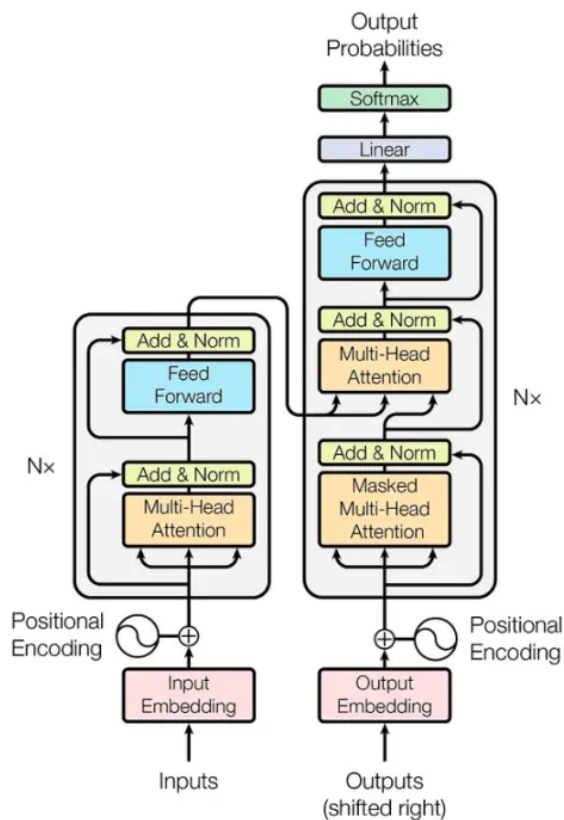 Output
Probabilities
Softmax
Linear
Add & Norm
Feed
Forward
Add & Norm
Multi-Head
Attention
Add & Norm
Masked
Multi-Head
Attention
N×
Add & Norm
Feed
Forward
Add & Norm
Multi-Head
Attention
N×
Positional
Encoding
Positional
Encoding
Input
Embedding
Output
Embedding
Inputs
Outputs
(shifted right)